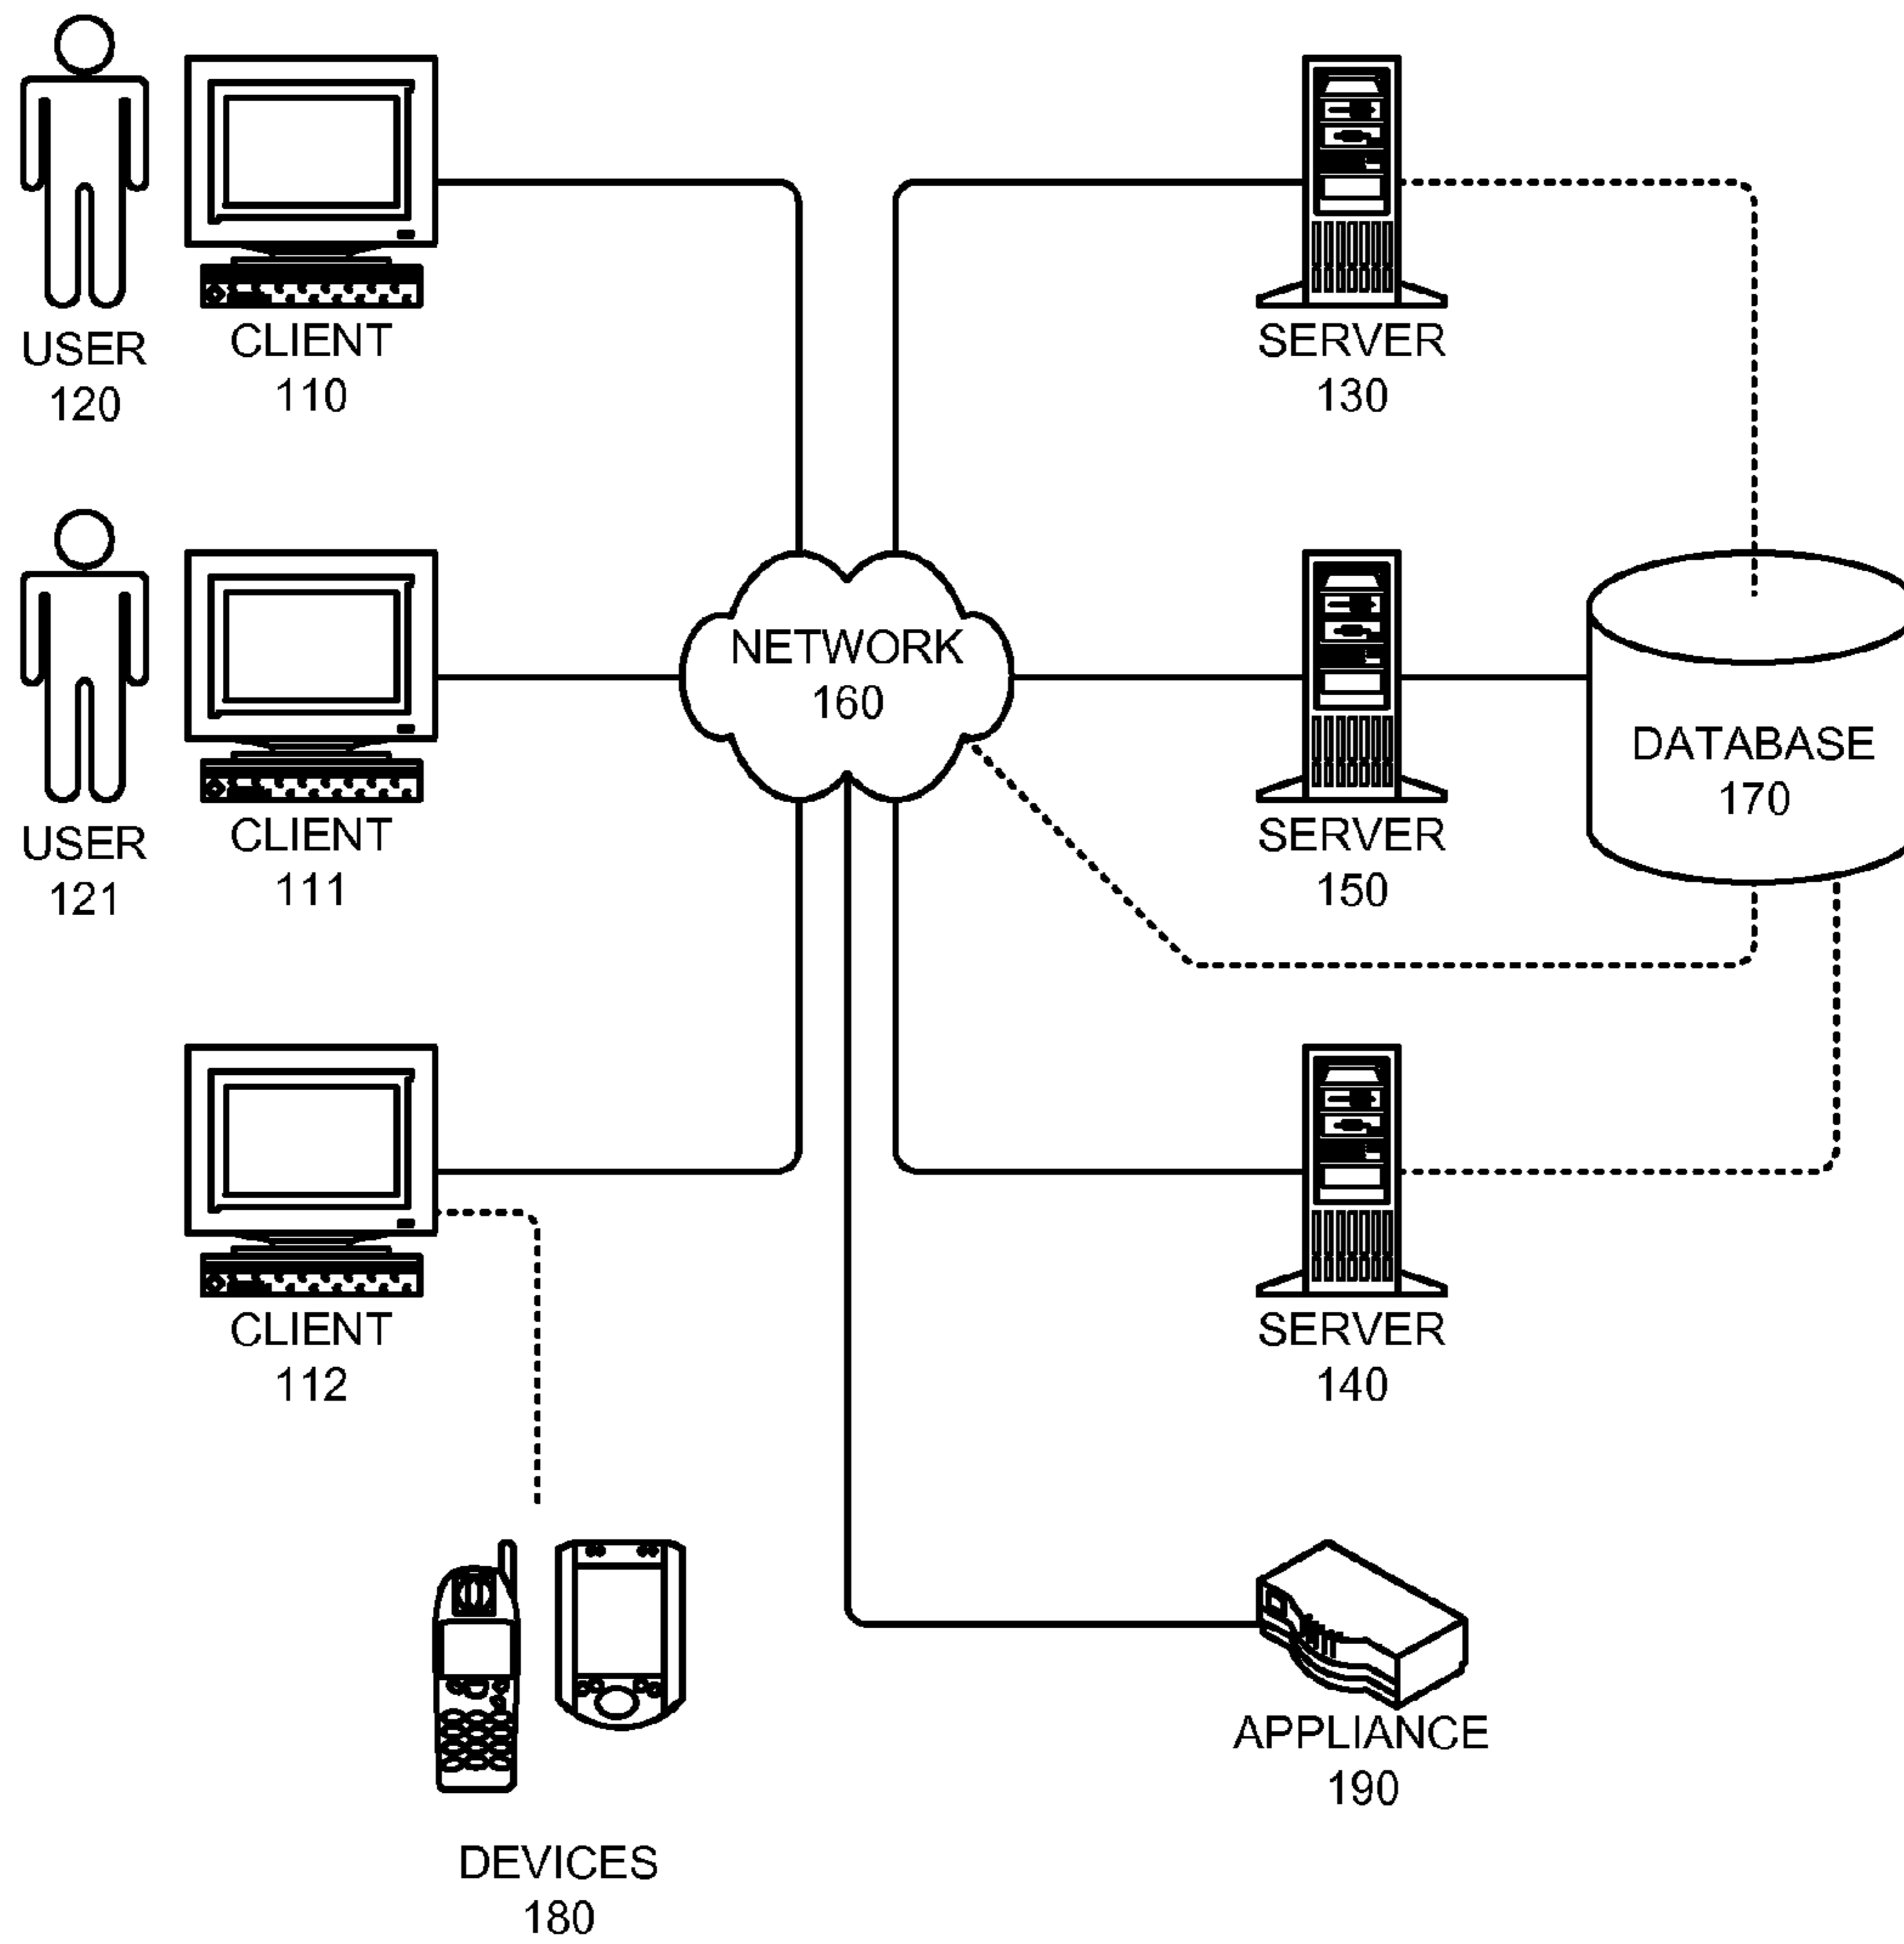 USER
120
CLIENT
110
SERVER
130
USER
121
CLIENT
111
NETWORK
160
SERVER
150
DATABASE
170
CLIENT
112
SERVER
140
DEVICES
180
APPLIANCE
190